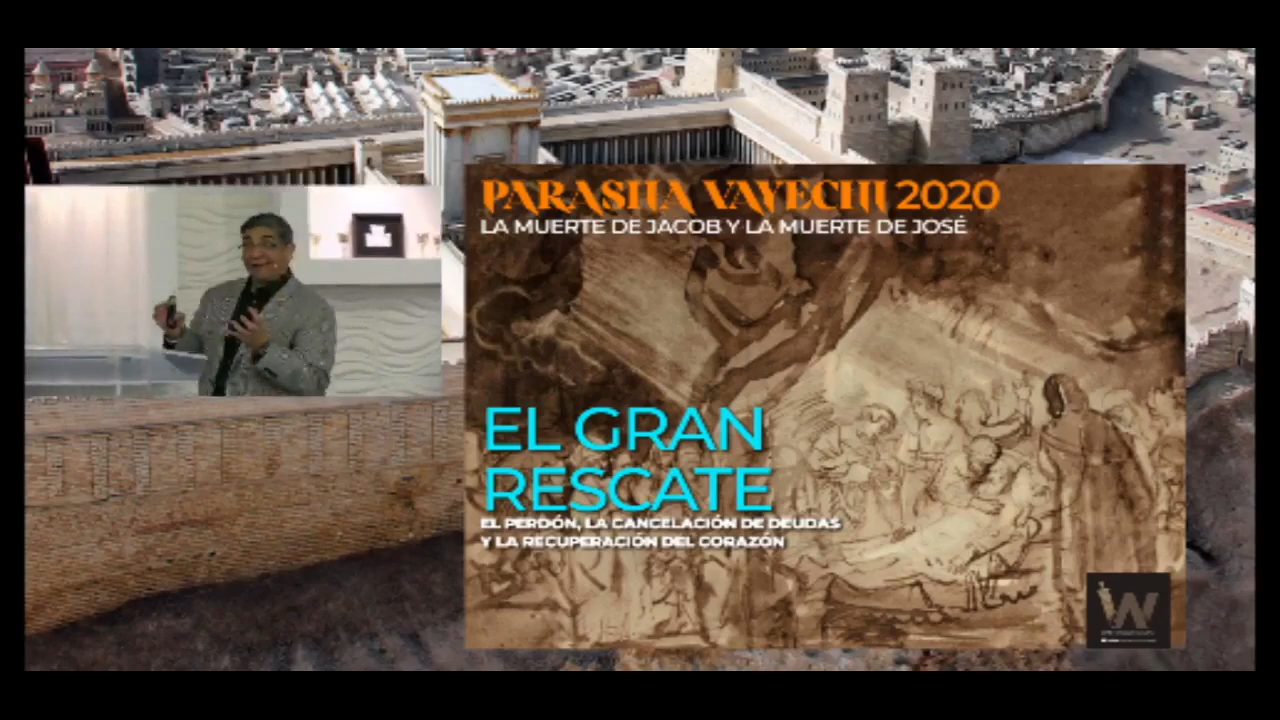 PARASHA VAYECHI 2020
LA MUERTE DE JACOB Y LA MUERTE DE JOSÉ
EL GRAN
RESCATE
EL PERDÓN, LA CANCELACIÓN DE DEUDAS
Y LA RECUPERACIÓN DEL CORAZÓN
W